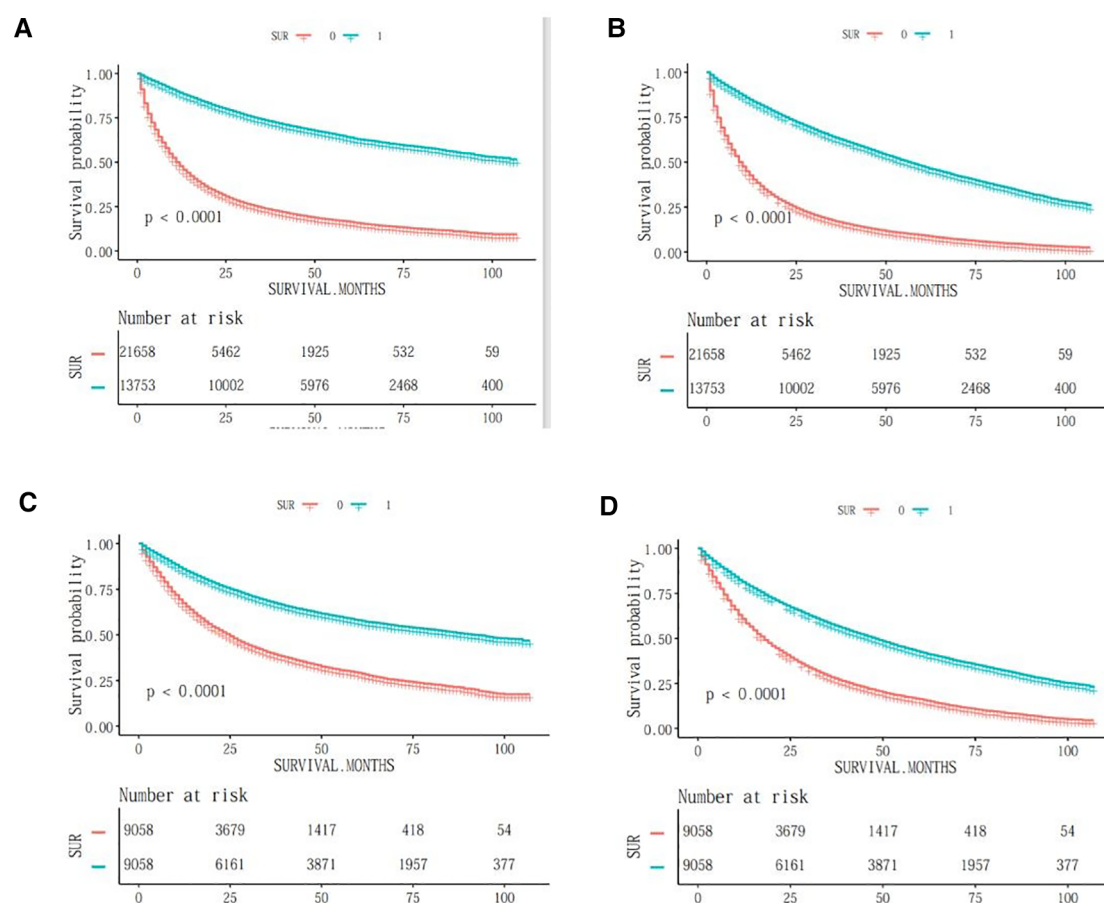 A
SUR 0 1
1.00
0.75
0.50
0.25
0.00
Survival probability
p < 0.0001
0 25 50 75 100
SURVIVAL.MONTHS
Number at risk
SUR
21658 5462 1925 532 59
13753 10002 5976 2468 400
0 25 50 75 100
B
SUR 0 1
1.00
0.75
0.50
0.25
0.00
Survival probability
p < 0.0001
0 25 50 75 100
SURVIVAL.MONTHS
Number at risk
SUR
21658 5462 1925 532 59
13753 10002 5976 2468 400
0 25 50 75 100
C
SUR 0 1
1.00
0.75
0.50
0.25
0.00
Survival probability
p < 0.0001
0 25 50 75 100
SURVIVAL.MONTHS
Number at risk
SUR
9058 3679 1417 418 54
9058 6161 3871 1957 377
0 25 50 75 100
D
SUR 0 1
1.00
0.75
0.50
0.25
0.00
Survival probability
p < 0.0001
0 25 50 75 100
SURVIVAL.MONTHS
Number at risk
SUR
9058 3679 1417 418 54
9058 6161 3871 1957 377
0 25 50 75 100